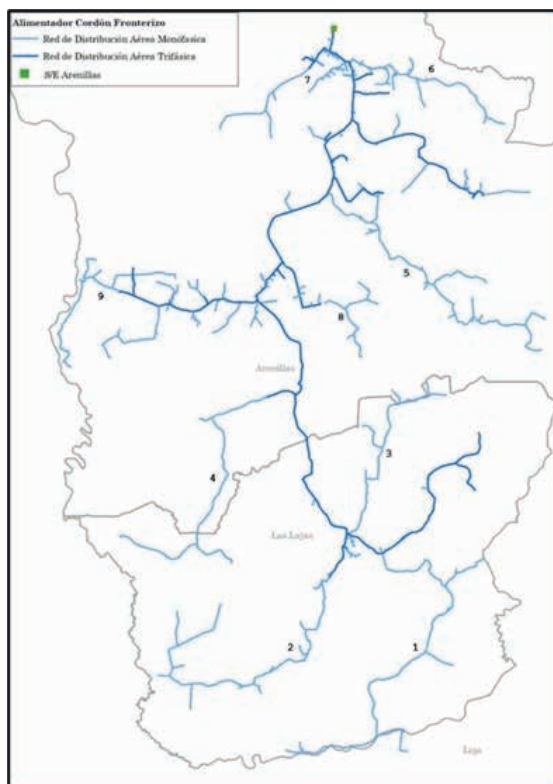 Alimentador Cordón Fronterizo
Red de Distribución Aérea Monófasica
Red de Distribución Aérea Trifásica
S/E Arenillas
7
6
5
9
8
Arenillas
3
4
Las Lajas
2
1
Loja